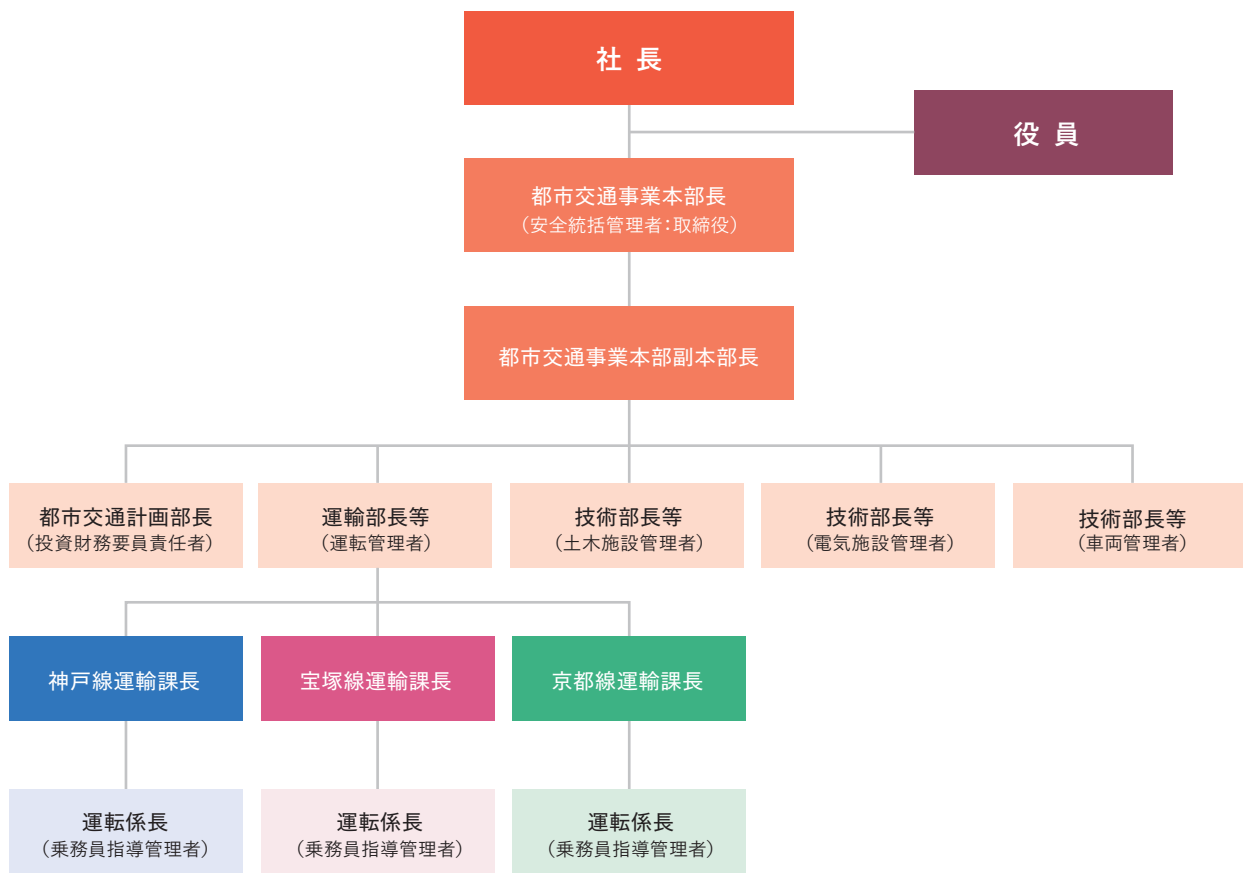 社 長
役 員
都市交通事業本部長
（安全統括管理者：取締役）
都市交通事業本部副本部長
都市交通計画部長
（投資財務要員責任者）
運輸部長等
（運転管理者）
技術部長等
（土木施設管理者）
技術部長等
（電気施設管理者）
技術部長等
（車両管理者）
神戸線運輸課長
宝塚線運輸課長
京都線運輸課長
運転係長
（乗務員指導管理者）
運転係長
（乗務員指導管理者）
運転係長
（乗務員指導管理者）